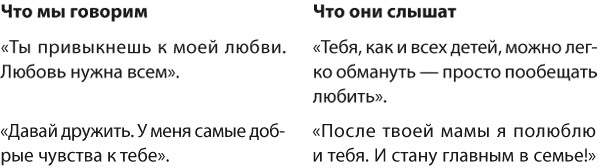 Что мы говорим
Что они слышат
«Ты привыкнешь к моей любви.
Любовь нужна всем».
«Тебя, как и всех детей, можно лег-
ко обмануть — просто пообещать
любить».
«Давай дружить. У меня самые доб-
рые чувства к тебе».
«После твоей мамы я полюблю
и тебя. И стану главным в семье!»